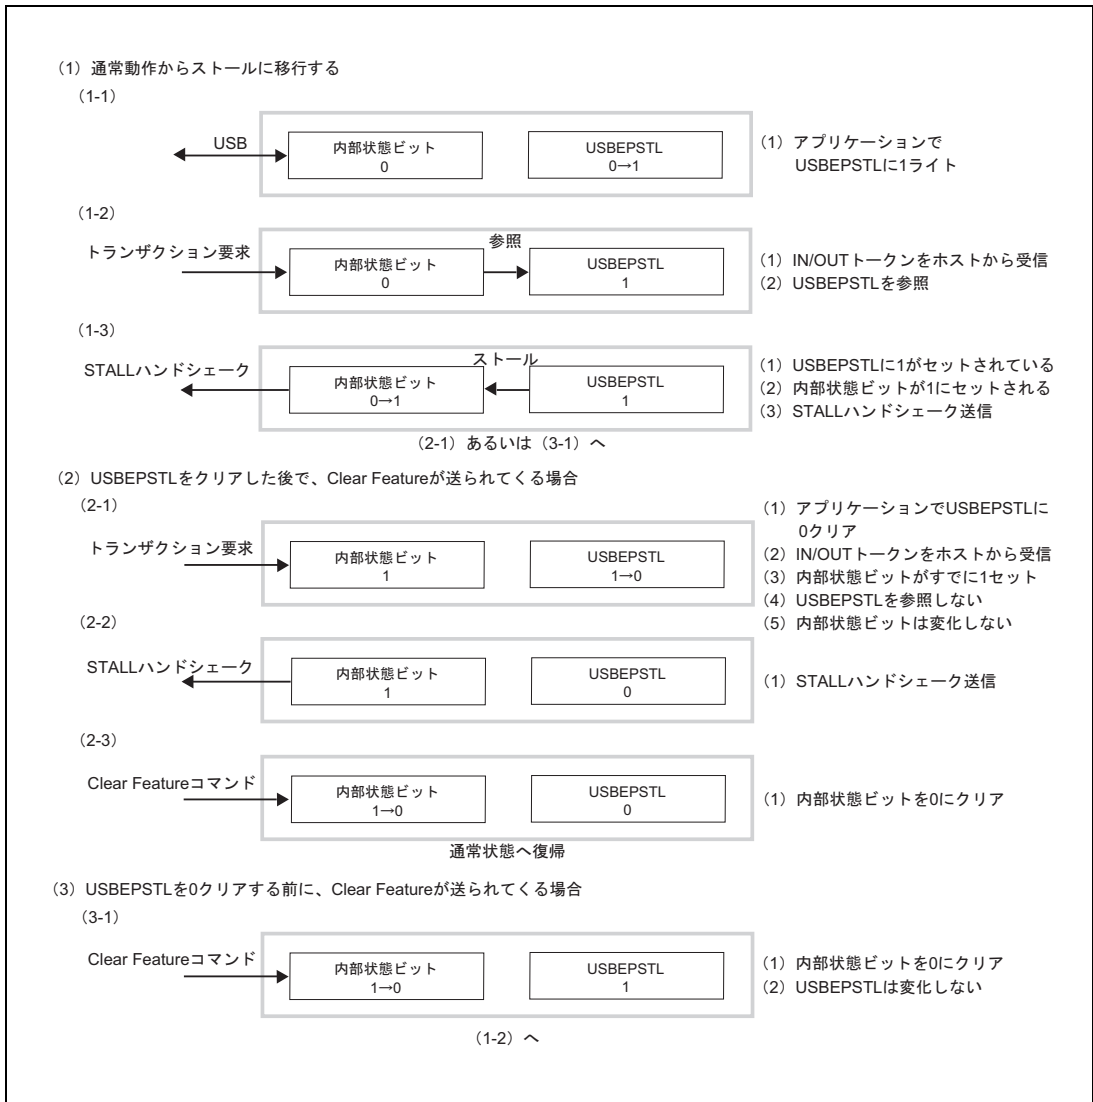 （1）通常動作からストールに移行する
（1-1）
USB
内部状態ビット
0
USBEPSTL
0→1
（1）アプリケーションで
USBEPSTLに1ライト
（1-2）
トランザクション要求
内部状態ビット
0
参照
USBEPSTL
1
（1）IN/OUTトークンをホストから受信
（2）USBEPSTLを参照
（1-3）
STALLハンドシェーク
内部状態ビット
0→1
ストール
USBEPSTL
1
（1）USBEPSTLに1がセットされている
（2）内部状態ビットが1にセットされる
（3）STALLハンドシェーク送信
（2-1）あるいは（3-1）へ
（2）USBEPSTLをクリアした後で、Clear Featureが送られてくる場合
（2-1）
トランザクション要求
内部状態ビット
1
USBEPSTL
1→0
（1）アプリケーションでUSBEPSTLに
0クリア
（2）IN/OUTトークンをホストから受信
（3）内部状態ビットがすでに1セット
（4）USBEPSTLを参照しない
（5）内部状態ビットは変化しない
（2-2）
STALLハンドシェーク
内部状態ビット
1
USBEPSTL
0
（1）STALLハンドシェーク送信
（2-3）
Clear Featureコマンド
内部状態ビット
1→0
USBEPSTL
0
（1）内部状態ビットを0にクリア
通常状態へ復帰
（3）USBEPSTLを0クリアする前に、Clear Featureが送られてくる場合
（3-1）
Clear Featureコマンド
内部状態ビット
1→0
USBEPSTL
1
（1）内部状態ビットを0にクリア
（2）USBEPSTLは変化しない
（1-2）へ